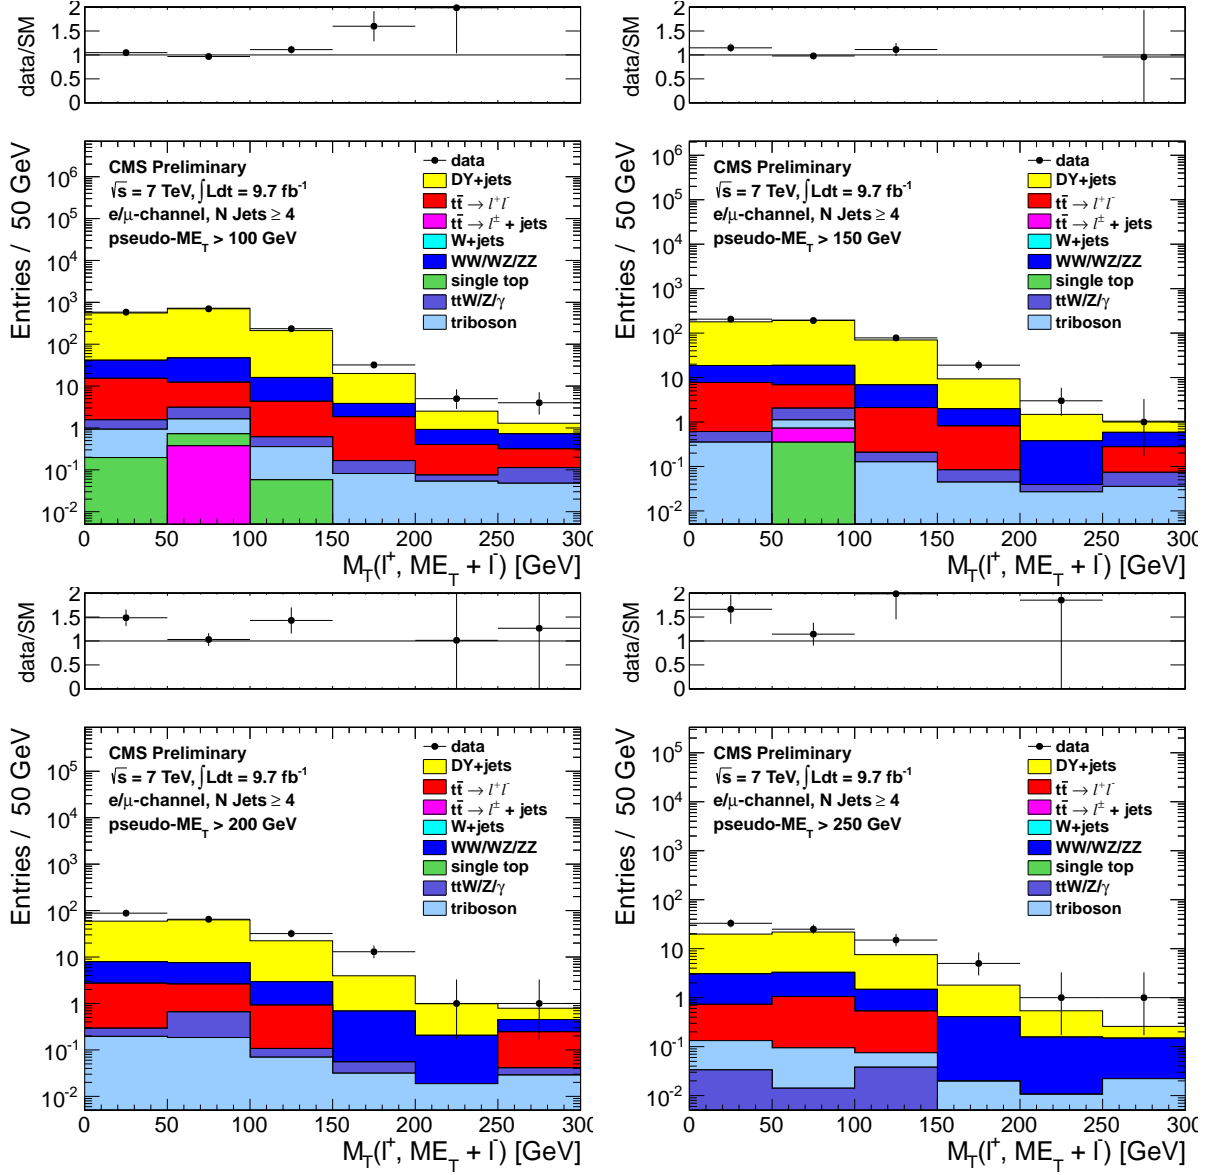 data/SM
2
1.5
1
0.5
0
Entries / 50 GeV
CMS Preliminary
√s = 7 TeV, ∫Ldt = 9.7 fb⁻¹
e/μ-channel, N Jets ≥ 4
pseudo-ME_T > 100 GeV
data
DY+jets
tt̄ → l⁺l⁻
tt̄ → l^± + jets
W+jets
WW/WZ/ZZ
single top
ttW/Z/γ
triboson
10⁶
10⁵
10⁴
10³
10²
10
1
10⁻¹
10⁻²
0 50 100 150 200 250 300
M_T(l⁺, ME_T + l⁻) [GeV]
data/SM
2
1.5
1
0.5
0
Entries / 50 GeV
CMS Preliminary
√s = 7 TeV, ∫Ldt = 9.7 fb⁻¹
e/μ-channel, N Jets ≥ 4
pseudo-ME_T > 150 GeV
data
DY+jets
tt̄ → l⁺l⁻
tt̄ → l^± + jets
W+jets
WW/WZ/ZZ
single top
ttW/Z/γ
triboson
10⁶
10⁵
10⁴
10³
10²
10
1
10⁻¹
10⁻²
0 50 100 150 200 250 300
M_T(l⁺, ME_T + l⁻) [GeV]
data/SM
2
1.5
1
0.5
0
Entries / 50 GeV
CMS Preliminary
√s = 7 TeV, ∫Ldt = 9.7 fb⁻¹
e/μ-channel, N Jets ≥ 4
pseudo-ME_T > 200 GeV
data
DY+jets
tt̄ → l⁺l⁻
tt̄ → l^± + jets
W+jets
WW/WZ/ZZ
single top
ttW/Z/γ
triboson
10⁵
10⁴
10³
10²
10
1
10⁻¹
10⁻²
0 50 100 150 200 250 300
M_T(l⁺, ME_T + l⁻) [GeV]
data/SM
2
1.5
1
0.5
0
Entries / 50 GeV
CMS Preliminary
√s = 7 TeV, ∫Ldt = 9.7 fb⁻¹
e/μ-channel, N Jets ≥ 4
pseudo-ME_T > 250 GeV
data
DY+jets
tt̄ → l⁺l⁻
tt̄ → l^± + jets
W+jets
WW/WZ/ZZ
single top
ttW/Z/γ
triboson
10⁵
10⁴
10³
10²
10
1
10⁻¹
10⁻²
0 50 100 150 200 250 300
M_T(l⁺, ME_T + l⁻) [GeV]